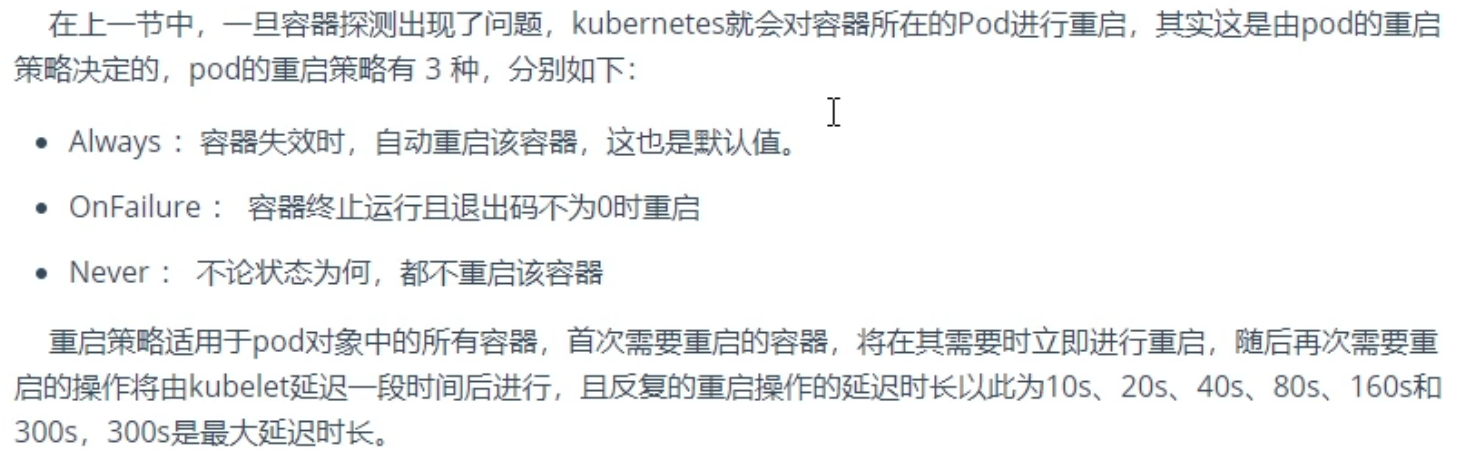 在上一节中，一旦容器探测出现了问题，kubernetes就会对容器所在的Pod进行重启，其实这是由pod的重启
策略决定的，pod的重启策略有 3 种，分别如下：
• Always ：容器失效时，自动重启该容器，这也是默认值。
• OnFailure ： 容器终止运行且退出码不为0时重启
• Never ： 不论状态为何，都不重启该容器
重启策略适用于pod对象中的所有容器，首次需要重启的容器，将在其需要时立即进行重启，随后再次需要重
启的操作将由kubelet延迟一段时间后进行，且反复的重启操作的延迟时长以此为10s、20s、40s、80s、160s和
300s，300s是最大延迟时长。